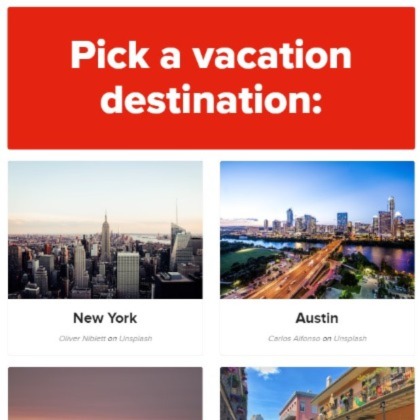 Pick a vacation
destination:
New York
Austin
Oliver Niblett on Unsplash
Carlos Alfonso on Unsplash